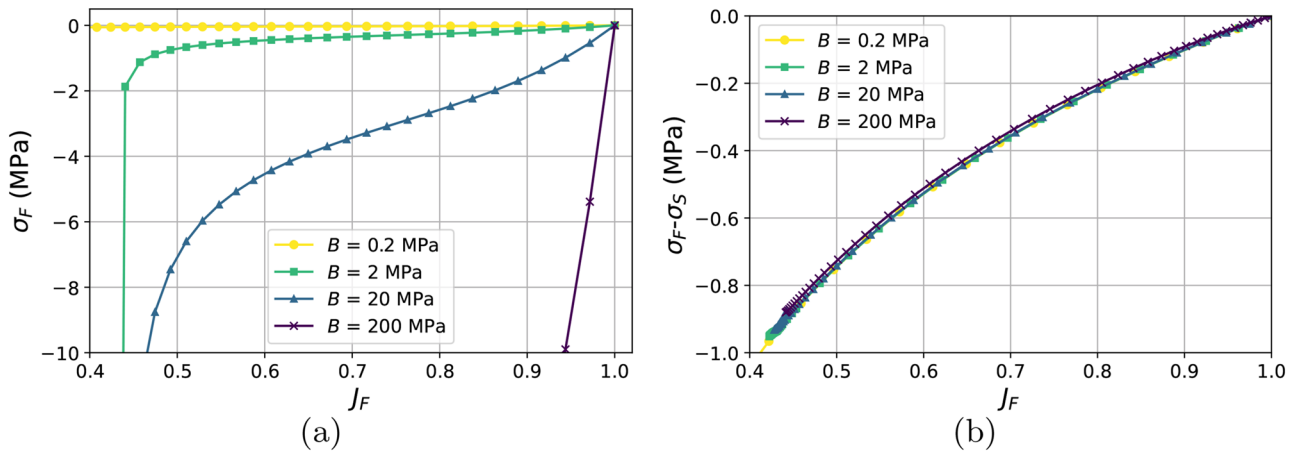 0
−2
−4
−6
−8
−10
σ_F (MPa)
0.4 0.5 0.6 0.7 0.8 0.9 1.0
J_F
B = 0.2 MPa
B = 2 MPa
B = 20 MPa
B = 200 MPa
(a)
0.0
−0.2
−0.4
−0.6
−0.8
−1.0
σ_F-σ_S (MPa)
0.4 0.5 0.6 0.7 0.8 0.9 1.0
J_F
B = 0.2 MPa
B = 2 MPa
B = 20 MPa
B = 200 MPa
(b)